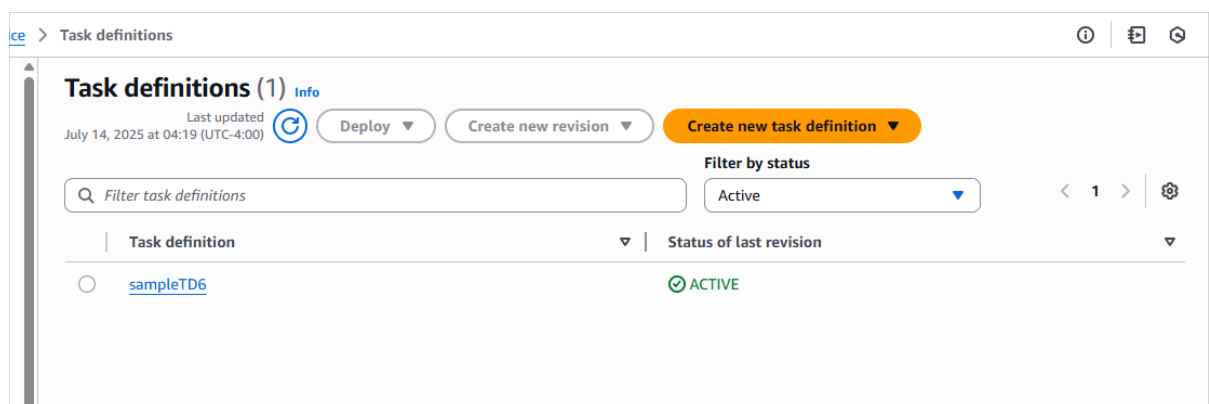 ice > Task definitions
Task definitions (1) Info
Last updated
July 14, 2025 at 04:19 (UTC-4:00)
Deploy
Create new revision
Create new task definition
Filter by status
Filter task definitions
Active
1
Task definition
Status of last revision
sampleTD6
ACTIVE